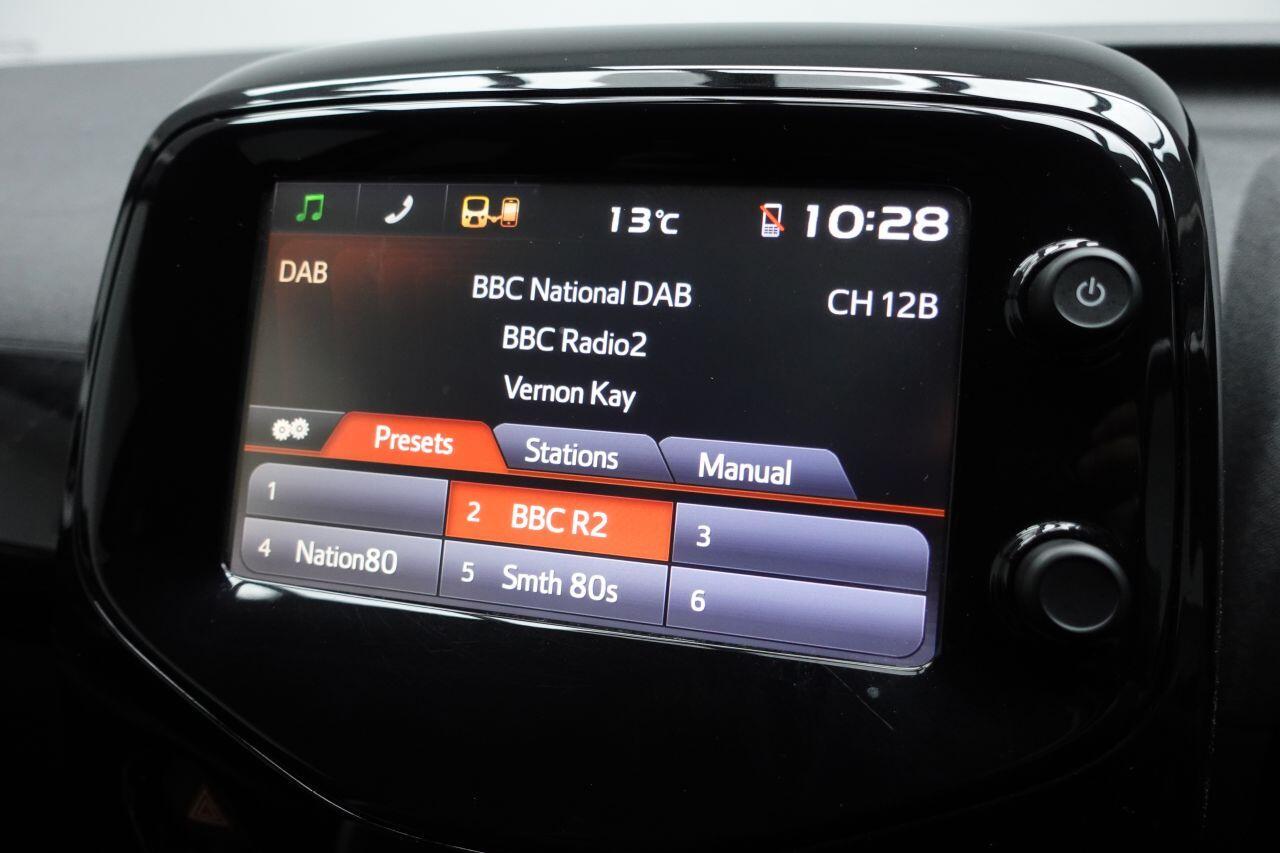 13°C 10:28
DAB BBC National DAB CH 12B
BBC Radio2
Vernon Kay
Presets Stations Manual
1 2 BBC R2 3
4 Nation80 5 Smth 80s 6